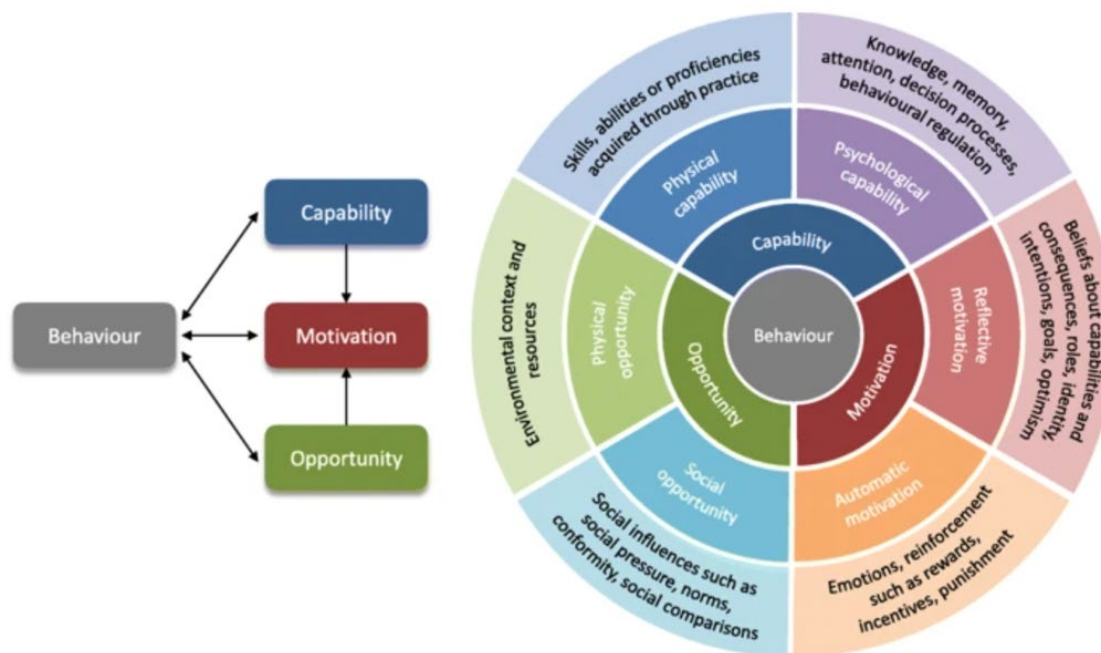 Capability
Behaviour
Motivation
Opportunity
Skills, abilities or proficiencies
acquired through practice
Knowledge, memory,
attention, decision processes,
behavioural regulation
Physical
capability
Psychological
capability
Capability
Environmental context and
resources
Physical
opportunity
Opportunity
Behaviour
Motivation
Reflective
motivation
Beliefs about capabilities and
consequences, roles, identity,
intentions, goals, optimism
Social
opportunity
Automatic
motivation
Social influences such as
social pressure, norms,
conformity, social comparisons
Emotions, reinforcement
such as rewards,
incentives, punishment